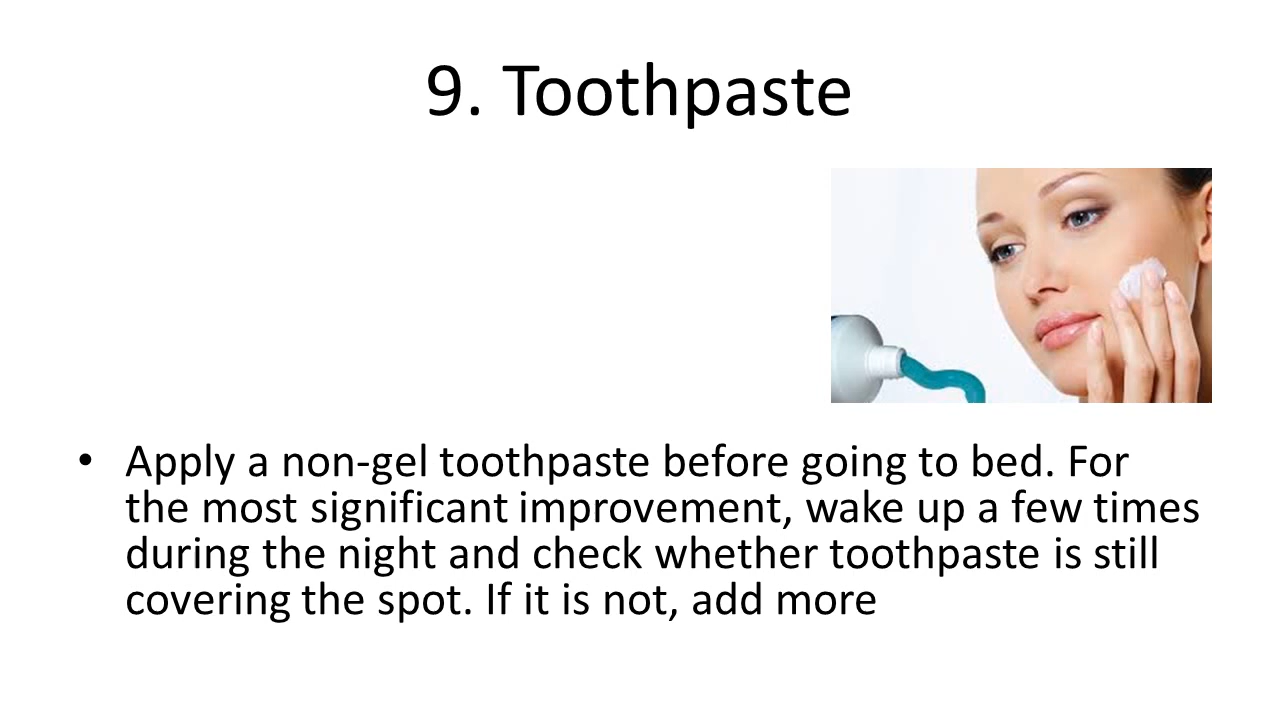 9. Toothpaste
• Apply a non-gel toothpaste before going to bed. For
the most significant improvement, wake up a few times
during the night and check whether toothpaste is still
covering the spot. If it is not, add more